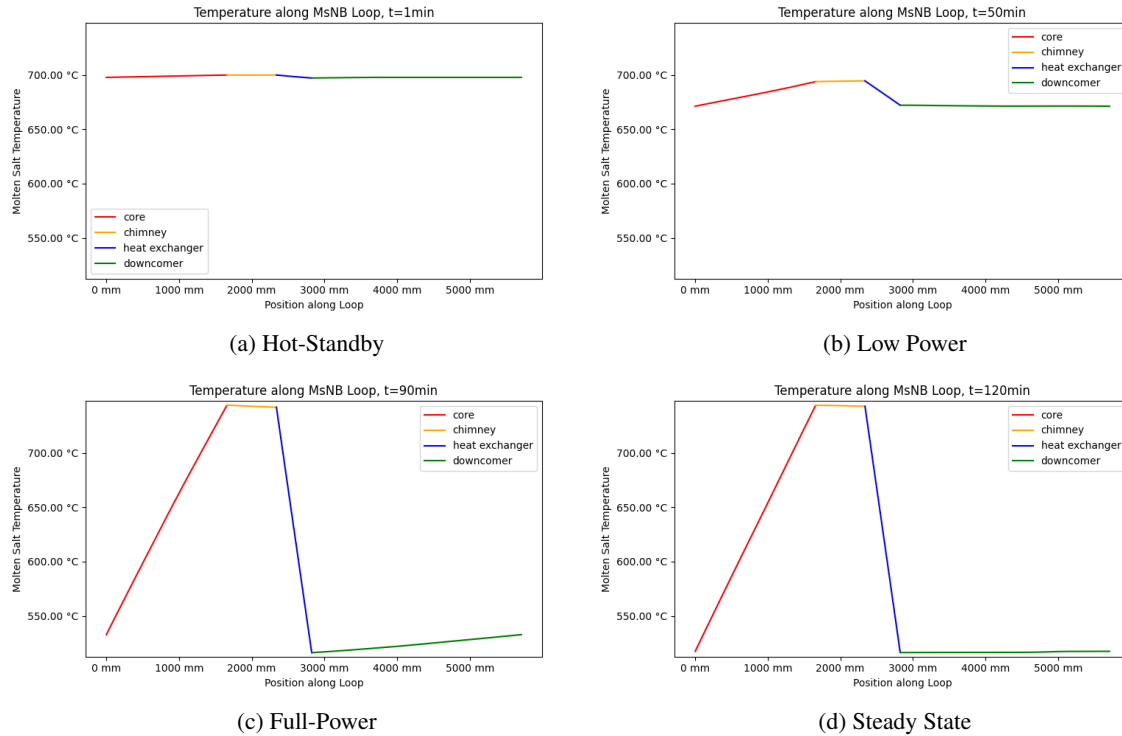 Temperature along MsNB Loop, t=1min
700.00 °C
650.00 °C
600.00 °C
550.00 °C
Molten Salt Temperature
core
chimney
heat exchanger
downcomer
0 mm 1000 mm 2000 mm 3000 mm 4000 mm 5000 mm
Position along Loop
(a) Hot-Standby
Temperature along MsNB Loop, t=50min
700.00 °C
650.00 °C
600.00 °C
550.00 °C
Molten Salt Temperature
core
chimney
heat exchanger
downcomer
0 mm 1000 mm 2000 mm 3000 mm 4000 mm 5000 mm
Position along Loop
(b) Low Power
Temperature along MsNB Loop, t=90min
700.00 °C
650.00 °C
600.00 °C
550.00 °C
Molten Salt Temperature
core
chimney
heat exchanger
downcomer
0 mm 1000 mm 2000 mm 3000 mm 4000 mm 5000 mm
Position along Loop
(c) Full-Power
Temperature along MsNB Loop, t=120min
700.00 °C
650.00 °C
600.00 °C
550.00 °C
Molten Salt Temperature
core
chimney
heat exchanger
downcomer
0 mm 1000 mm 2000 mm 3000 mm 4000 mm 5000 mm
Position along Loop
(d) Steady State